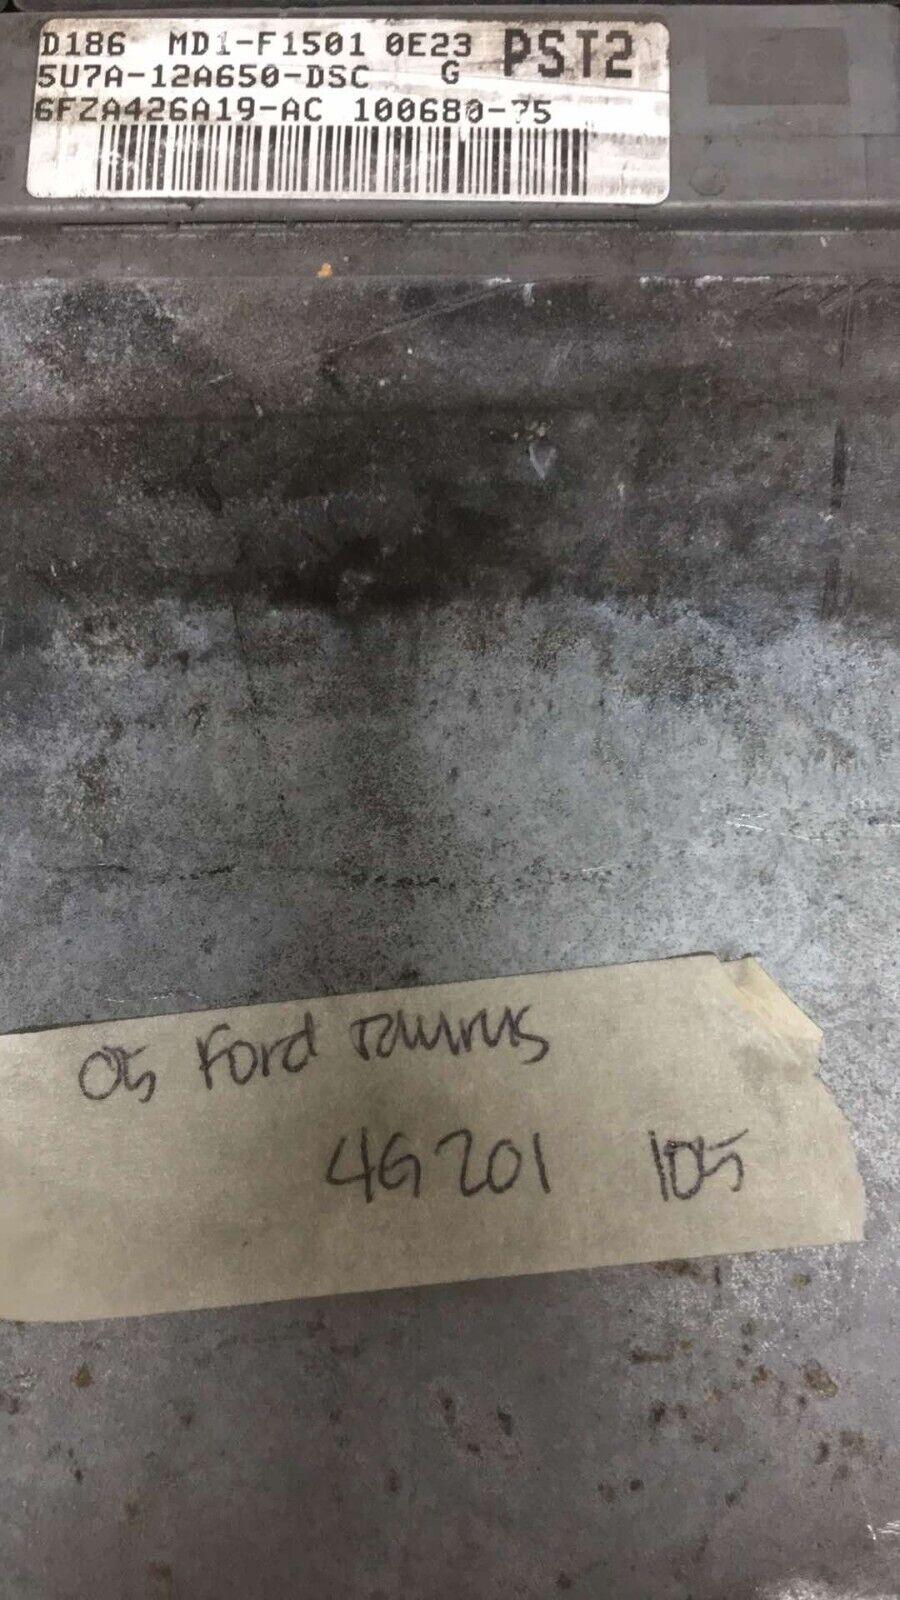 D186 MD1-F1501 0E23 PST2
5U7A-12A650-DSC G
6FZA426A19-AC 100680-75
05 Ford Taurus
4G201 105